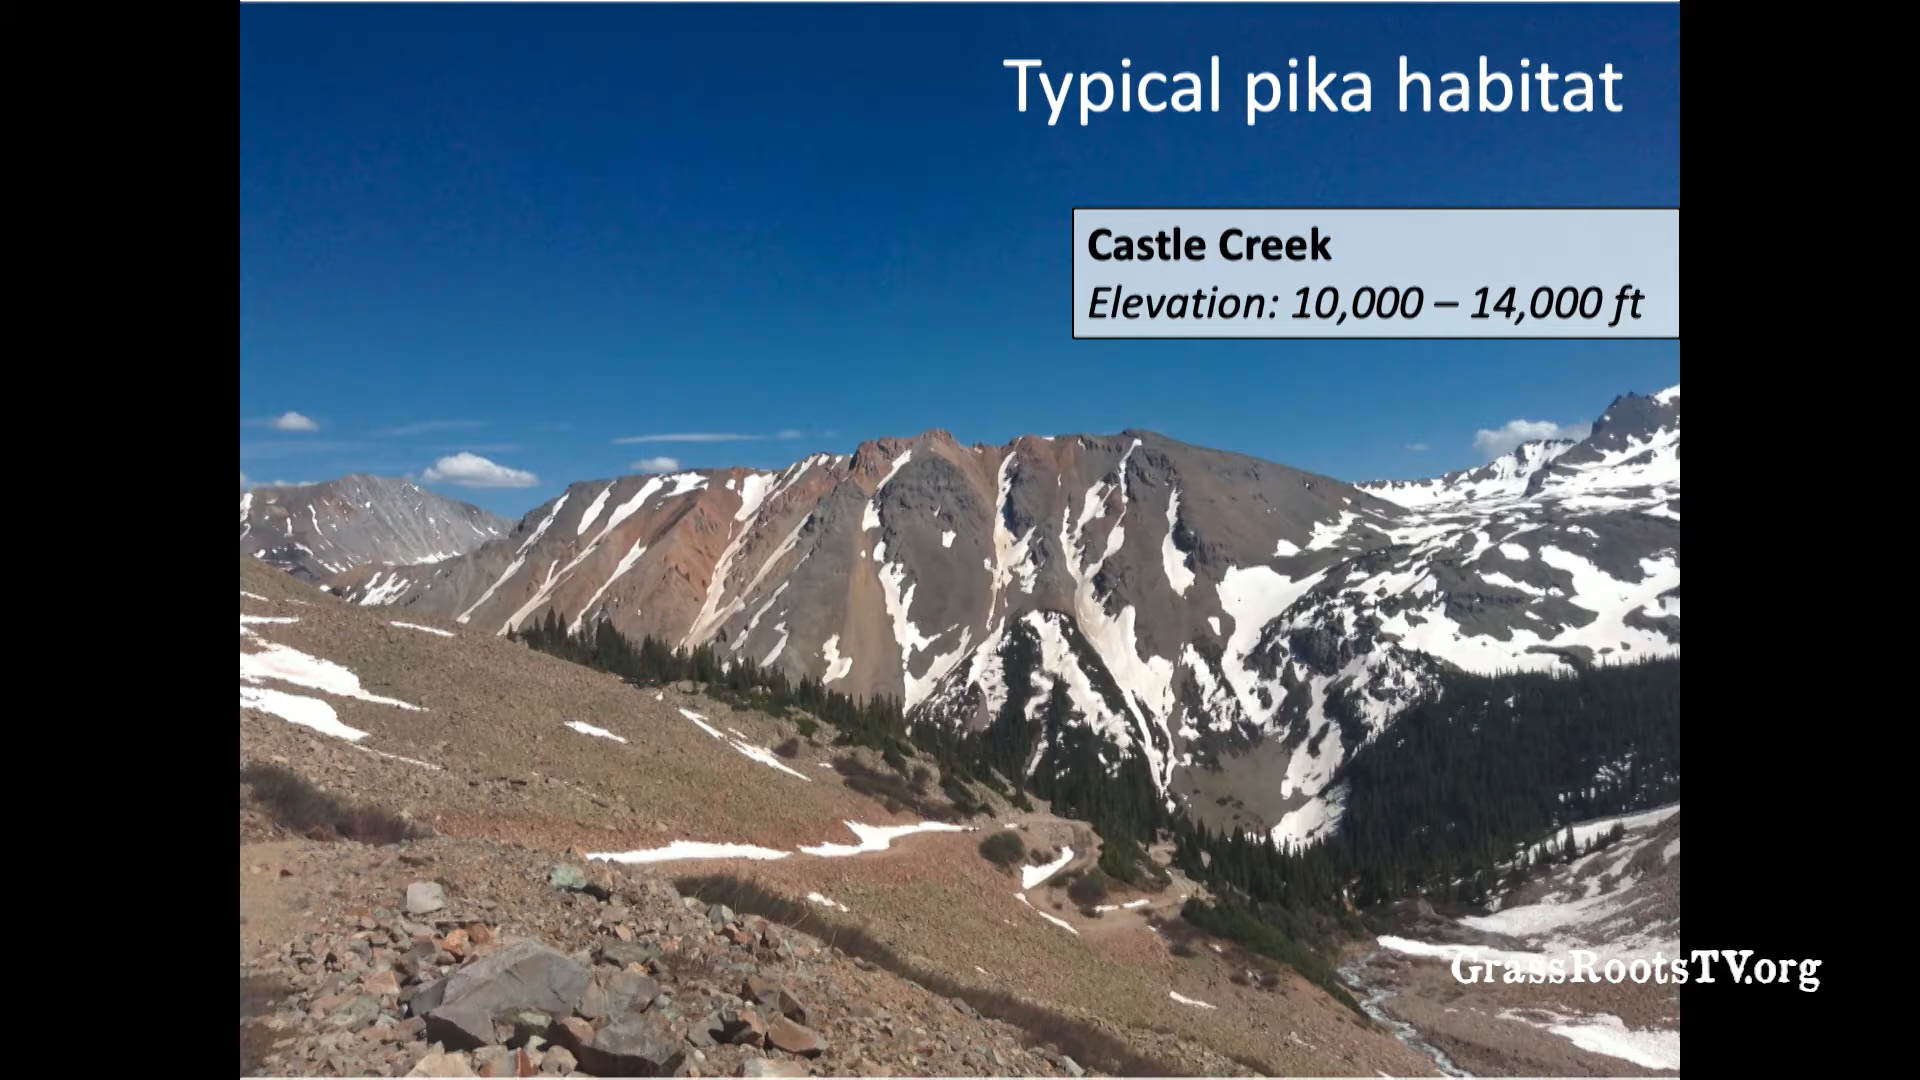 Typical pika habitat
Castle Creek
Elevation: 10,000 – 14,000 ft
GrassRootsTV.org